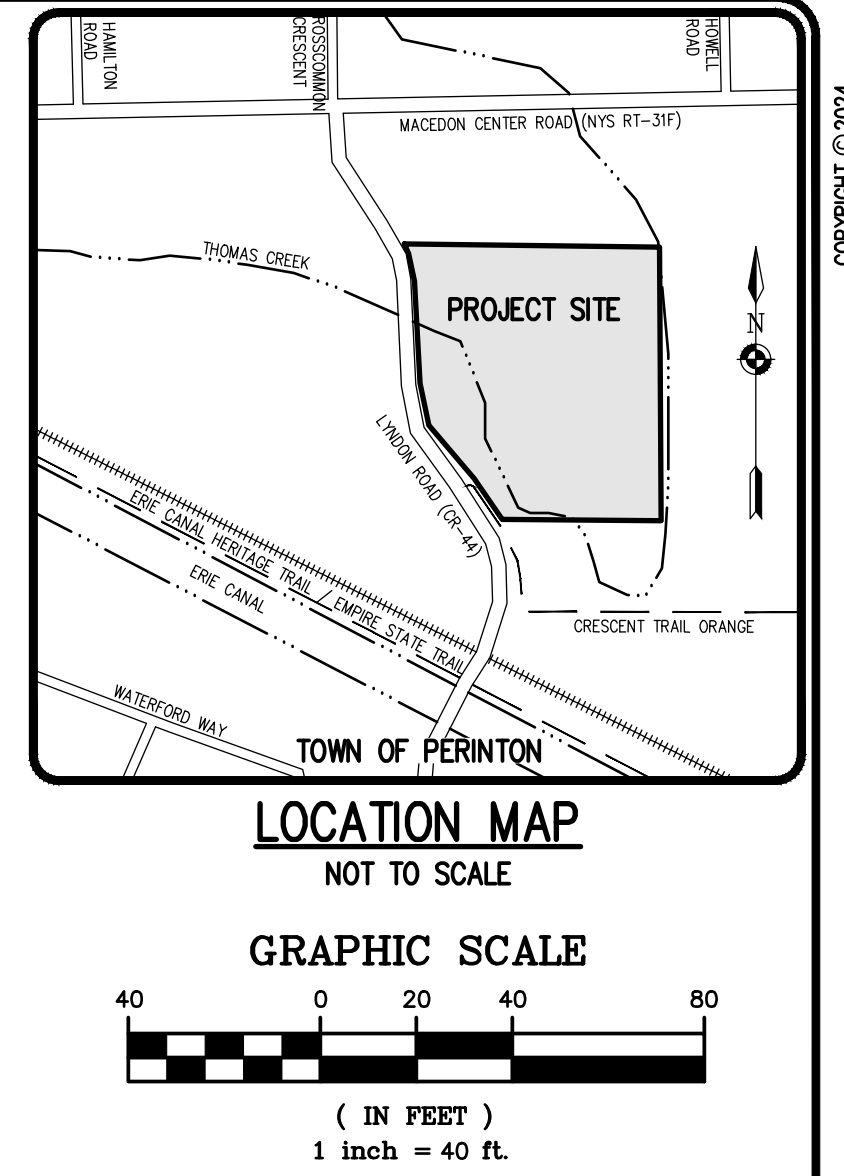 HAMILTON
ROAD
ROSSCOMMON
CRESCENT
HOWELL
ROAD
MACEDON CENTER ROAD (NYS RT-31F)
THOMAS CREEK
PROJECT SITE
N
LYNDON ROAD (CR-44)
ERIE CANAL HERITAGE TRAIL / EMPIRE STATE TRAIL
ERIE CANAL
CRESCENT TRAIL ORANGE
WATERFORD WAY
TOWN OF PERINTON
LOCATION MAP
NOT TO SCALE
GRAPHIC SCALE
40 0 20 40 80
( IN FEET )
1 inch = 40 ft.